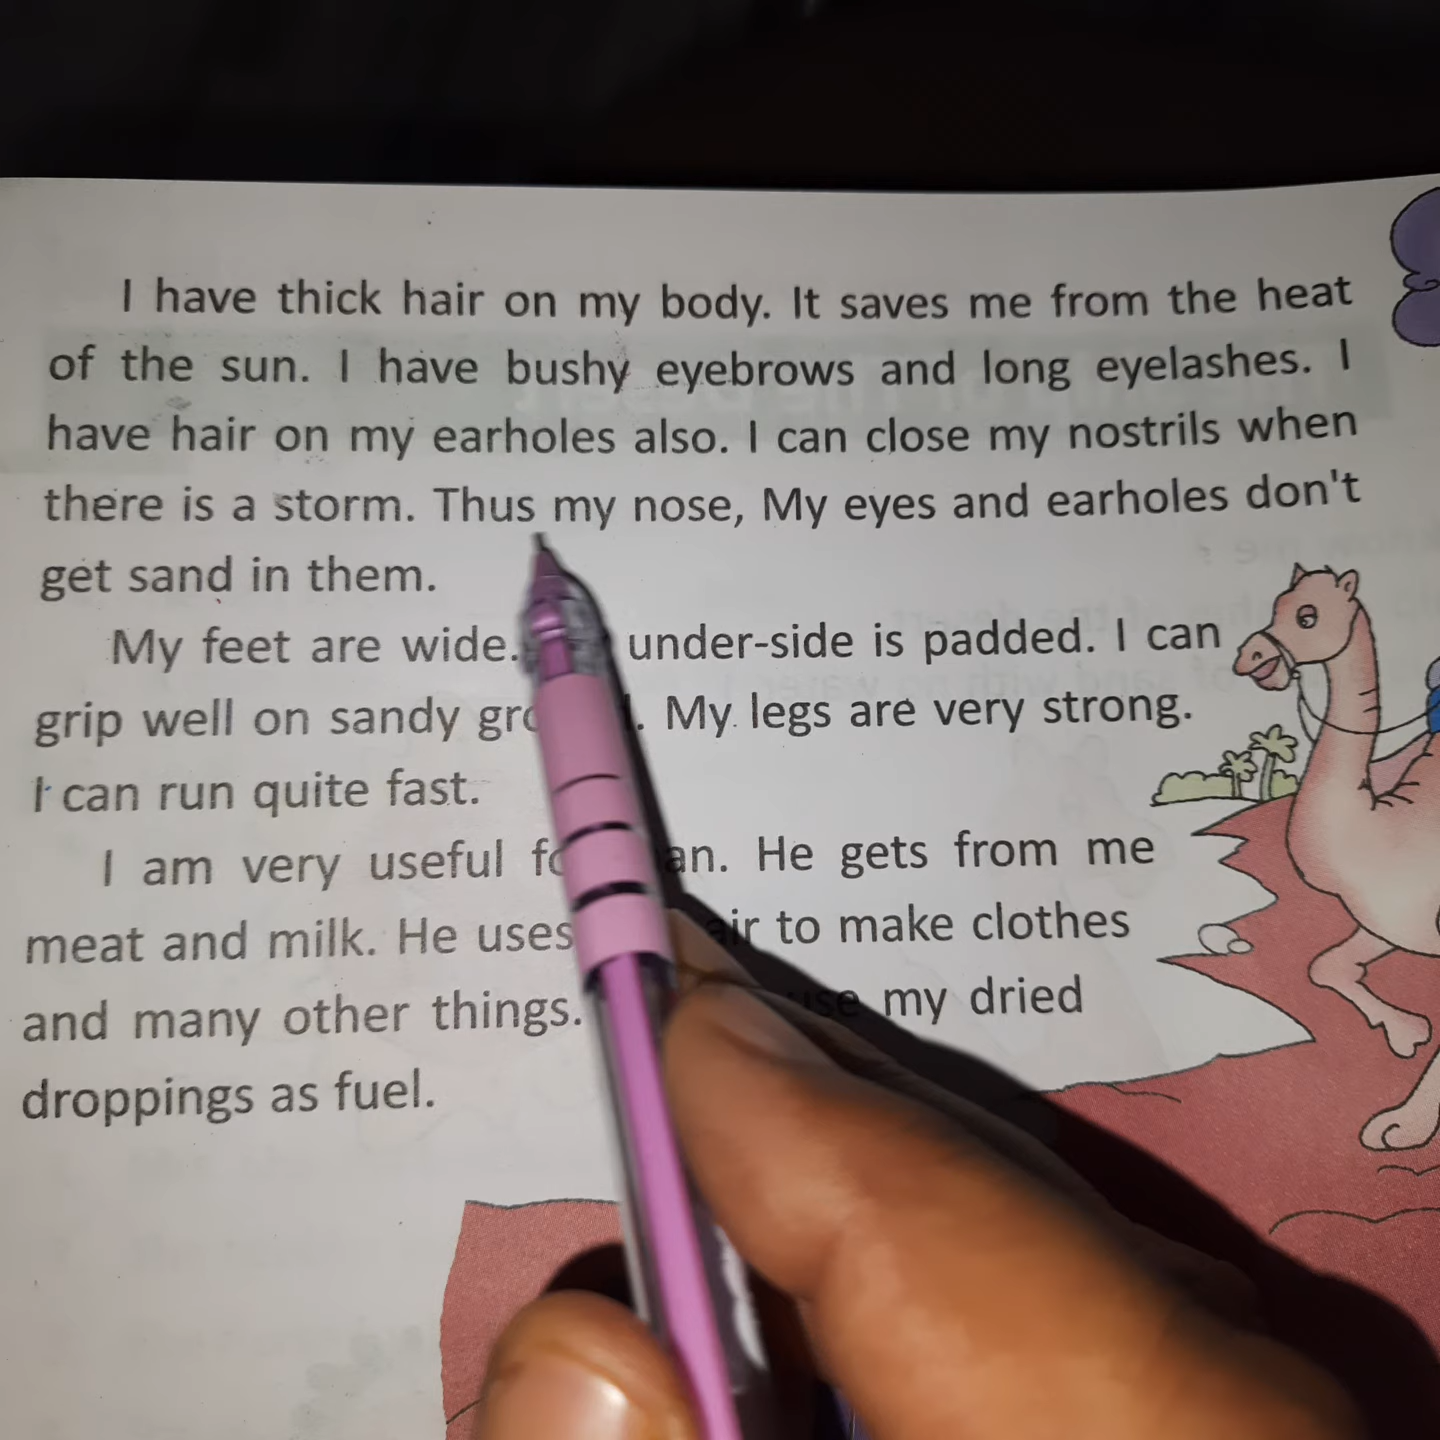 I have thick hair on my body. It saves me from the heat
of the sun. I have bushy eyebrows and long eyelashes. I
have hair on my earholes also. I can close my nostrils when
there is a storm. Thus my nose, My eyes and earholes don't
get sand in them.
My feet are wide. under-side is padded. I can
grip well on sandy My legs are very strong.
I can run quite fast.
I am very useful He gets from me
meat and milk. He uses to make clothes
and many other things. my dried
droppings as fuel.